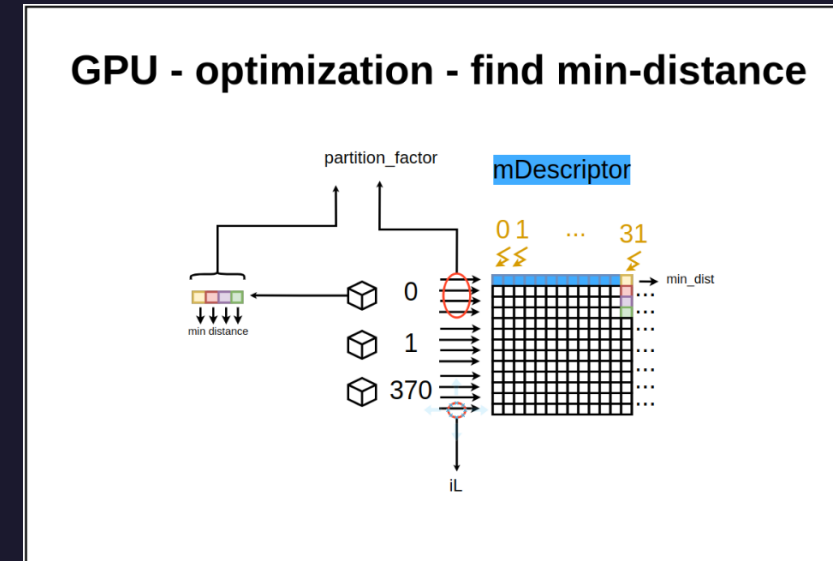 GPU - optimization - find min-distance
partition_factor
mDescriptor
0 1 ... 31
min_dist
0
min distance
1
370
iL